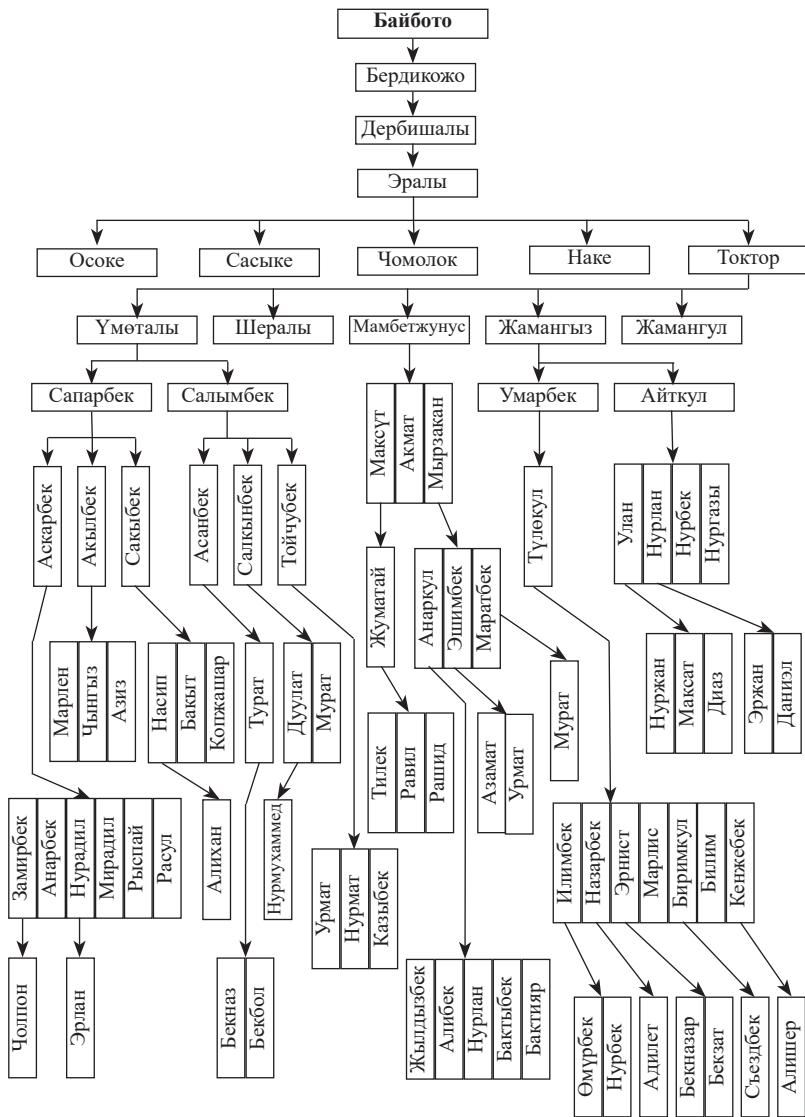 Байбото
Бердикожо
Дербишалы
Эралы
Осоке
Сасыке
Чомолок
Наке
Токтор
Үмөталы
Шералы
Мамбетжунус
Жамангыз
Жамангул
Сапарбек
Салымбек
Умарбек
Айткул
Максүт
Акмат
Мырзакан
Аскарбек
Акылбек
Сакыбек
Асанбек
Салкынбек
Тойчубек
Түлөкул
Улан
Нурлан
Нурбек
Нургазы
Жуматай
Анаркул
Эшимбек
Маратбек
Марлен
Чынгыз
Азиз
Насип
Бакыт
Копжашар
Турат
Дуулат
Мурат
Мурат
Нуржан
Максат
Диаз
Эржан
Даниэл
Тилек
Равил
Рашид
Азамат
Урмат
Замирбек
Анарбек
Нурадил
Мирадил
Рыспай
Расул
Алихан
Нурмухаммед
Урмат
Нурмат
Казыбек
Илимбек
Назарбек
Эрнист
Марлис
Биримкул
Билим
Кенжебек
Чолпон
Эрлан
Бекназ
Бекбол
Жылдызбек
Алибек
Нурлан
Бактыбек
Бактияр
Өмүрбек
Нурбек
Адилет
Бекназар
Бекзат
Съездбек
Алишер